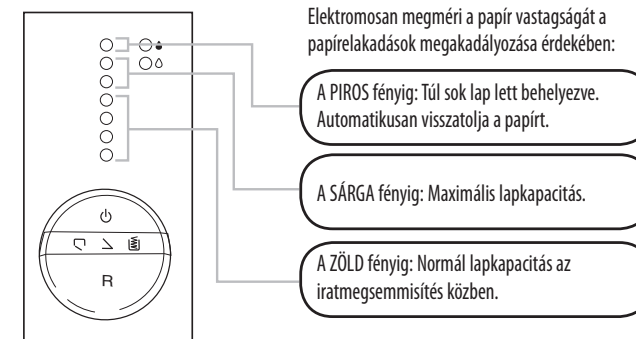 Elektromosan megméri a papír vastagságát a
papírelakadások megakadályozása érdekében:
A PIROS fényig: Túl sok lap lett behelyezve.
Automatikusan visszatolja a papírt.
A SÁRGA fényig: Maximális lapkapacitás.
A ZÖLD fényig: Normál lapkapacitás az
iratmegsemmisítés közben.
R